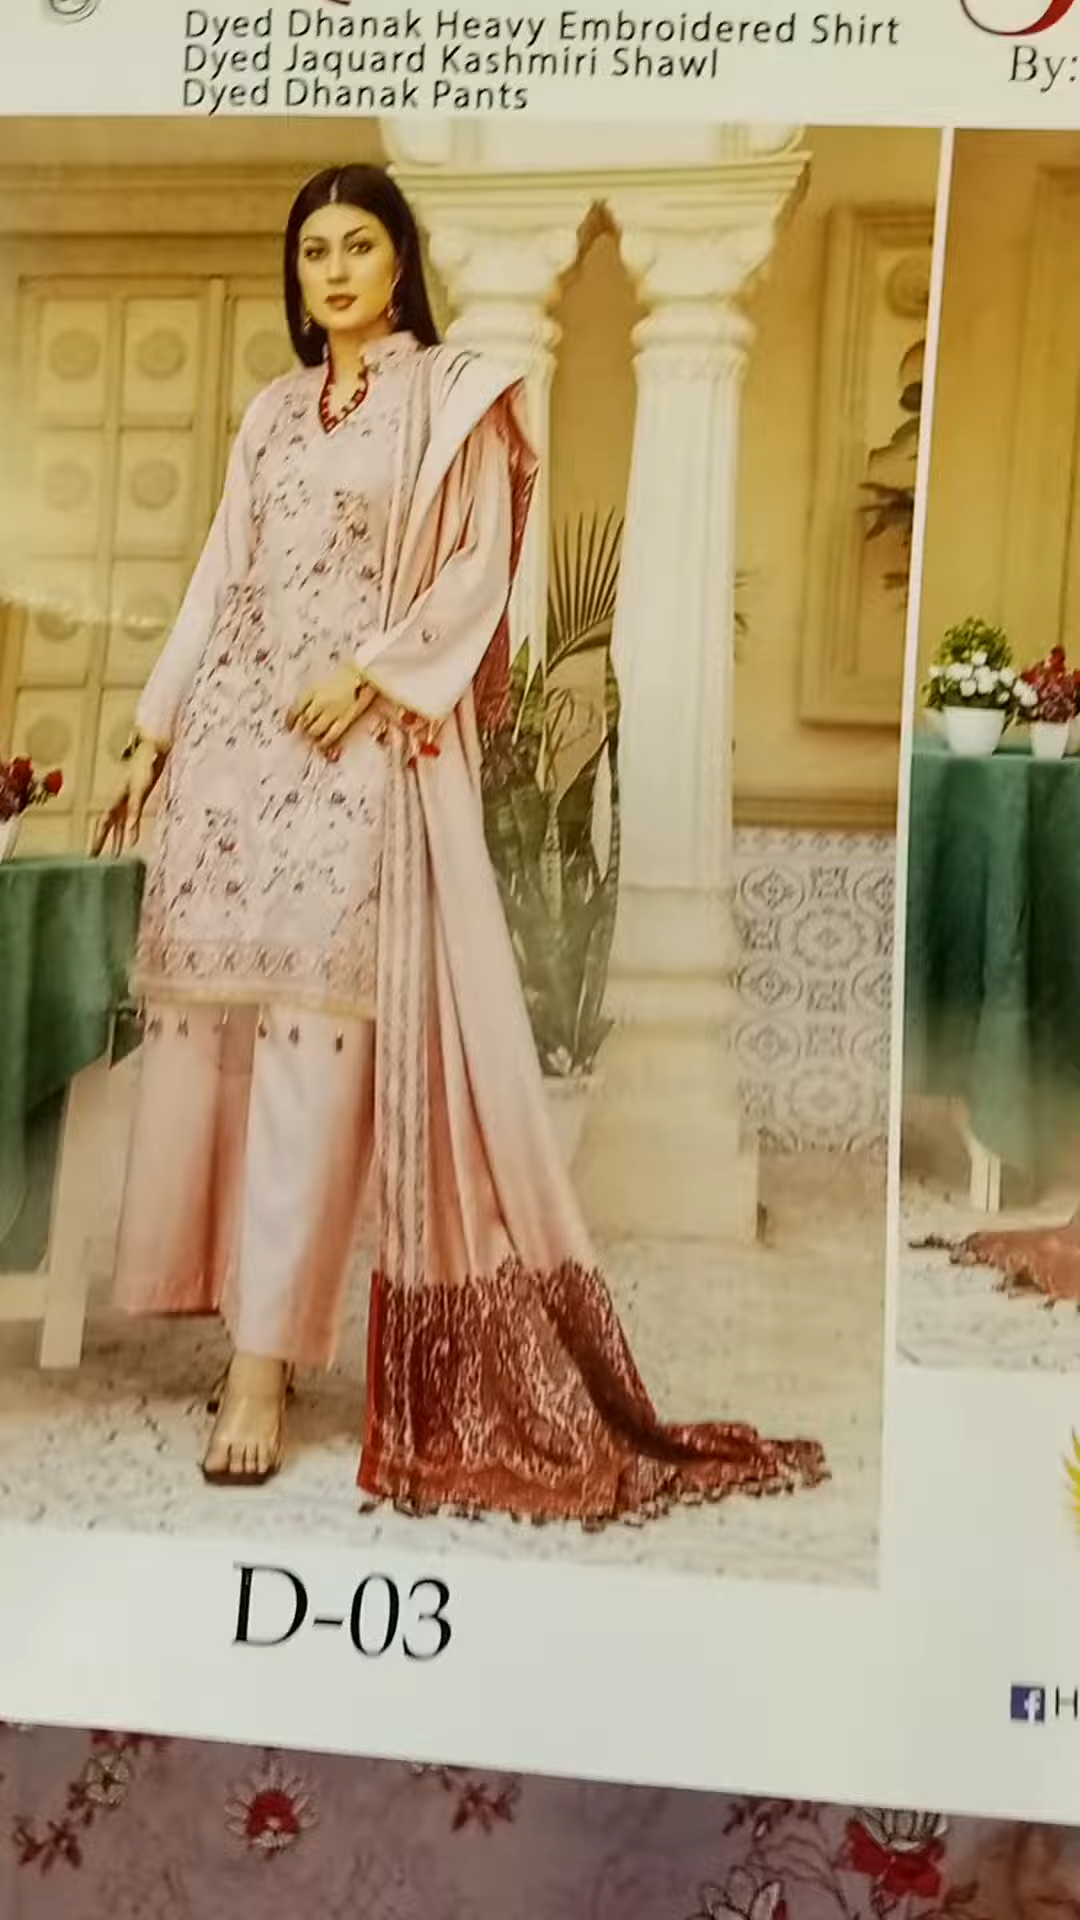 Dyed Dhanak Heavy Embroidered Shirt
Dyed Jaquard Kashmiri Shawl
Dyed Dhanak Pants
By:
D-03